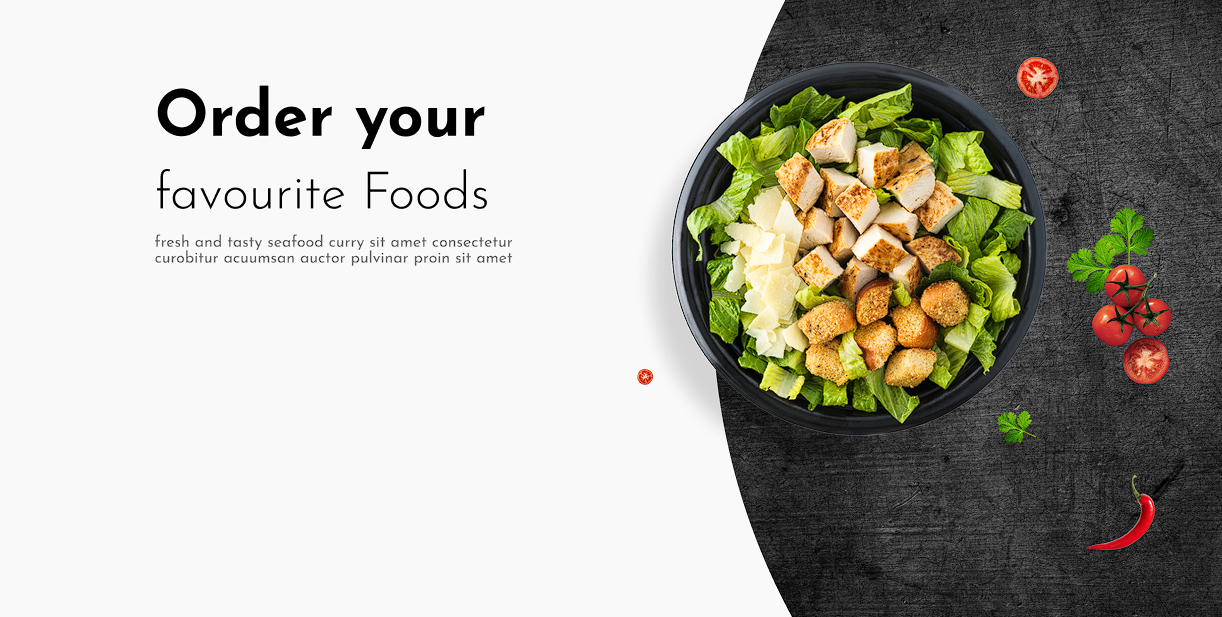 Order your
favourite Foods
fresh and tasty seafood curry sit amet consectetur
curobitur acuumsan auctor pulvinar proin sit amet